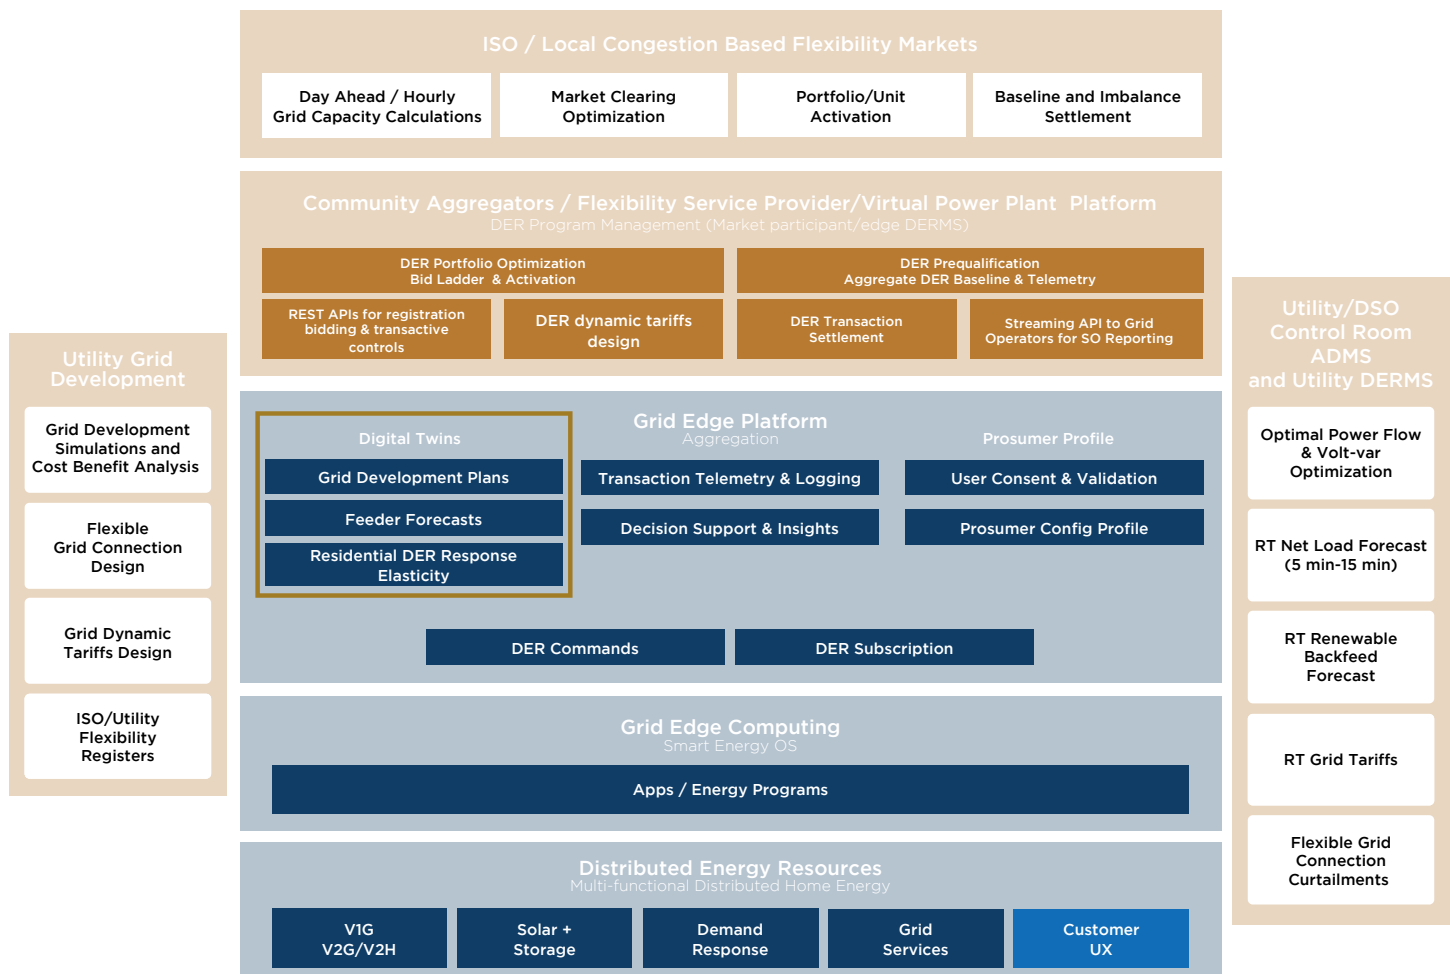 ISO / Local Congestion Based Flexibility Markets
Day Ahead / Hourly
Grid Capacity Calculations
Market Clearing
Optimization
Portfolio/Unit
Activation
Baseline and Imbalance
Settlement
Community Aggregators / Flexibility Service Provider/Virtual Power Plant Platform
DER Program Management (Market participant/edge DERMS)
DER Portfolio Optimization
Bid Ladder & Activation
DER Prequalification
Aggregate DER Baseline & Telemetry
REST APIs for registration
bidding & transactive
controls
DER dynamic tariffs
design
DER Transaction
Settlement
Streaming API to Grid
Operators for SO Reporting
Utility Grid
Development
Grid Development
Simulations and
Cost Benefit Analysis
Flexible
Grid Connection
Design
Grid Dynamic
Tariffs Design
ISO/Utility
Flexibility
Registers
Grid Edge Platform
Digital Twins
Grid Development Plans
Feeder Forecasts
Residential DER Response
Elasticity
Aggregation
Transaction Telemetry & Logging
Decision Support & Insights
Prosumer Profile
User Consent & Validation
Prosumer Config Profile
DER Commands
DER Subscription
Grid Edge Computing
Smart Energy OS
Apps / Energy Programs
Distributed Energy Resources
Multi-functional Distributed Home Energy
V1G
V2G/V2H
Solar +
Storage
Demand
Response
Grid
Services
Customer
UX
Utility/DSO
Control Room
ADMS
and Utility DERMS
Optimal Power Flow
& Volt-var
Optimization
RT Net Load Forecast
(5 min-15 min)
RT Renewable
Backfeed
Forecast
RT Grid Tariffs
Flexible Grid
Connection
Curtailments